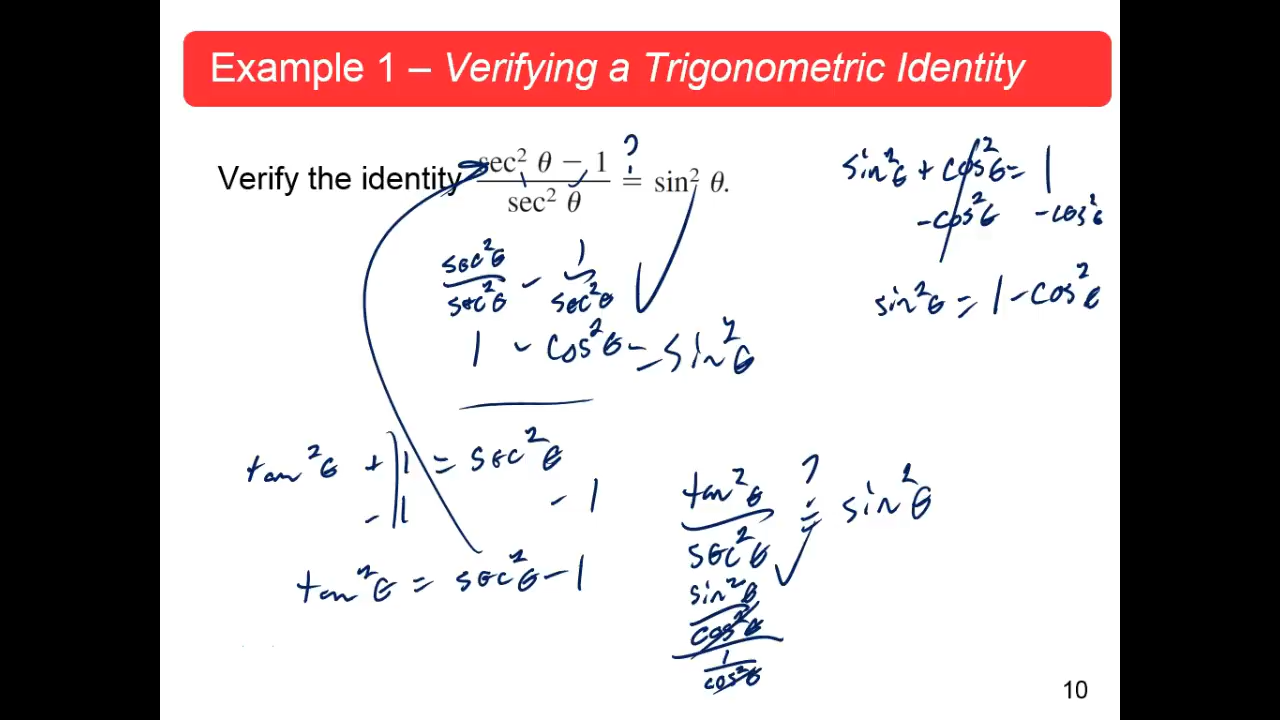 Example 1 – Verifying a Trigonometric Identity
Verify the identity (sec² θ − 1)/(sec² θ) ≟ sin² θ.
sec²θ/sec²θ − 1/sec²θ
1 − cos²θ = sin²θ
sin²θ + cos²θ = 1
−cos²θ −cos²θ
sin²θ = 1 − cos²θ
tan²θ + 1 = sec²θ
− 1 − 1
tan²θ = sec²θ − 1
tan²θ/sec²θ ≟ sin²θ
sin²θ
cos²θ
1
cos²θ
10